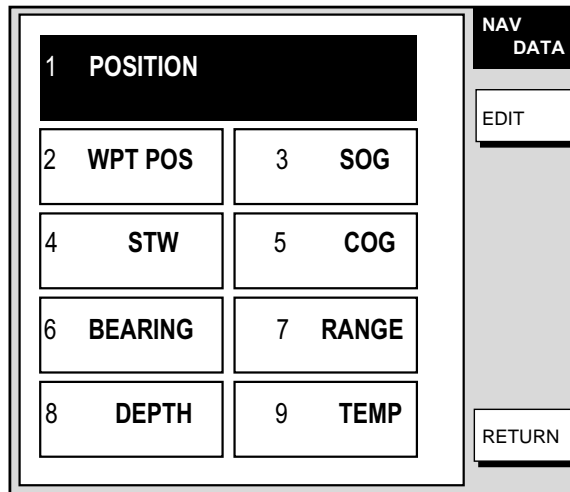 NAV
DATA
1 POSITION
EDIT
2 WPT POS
3 SOG
4 STW
5 COG
6 BEARING
7 RANGE
8 DEPTH
9 TEMP
RETURN